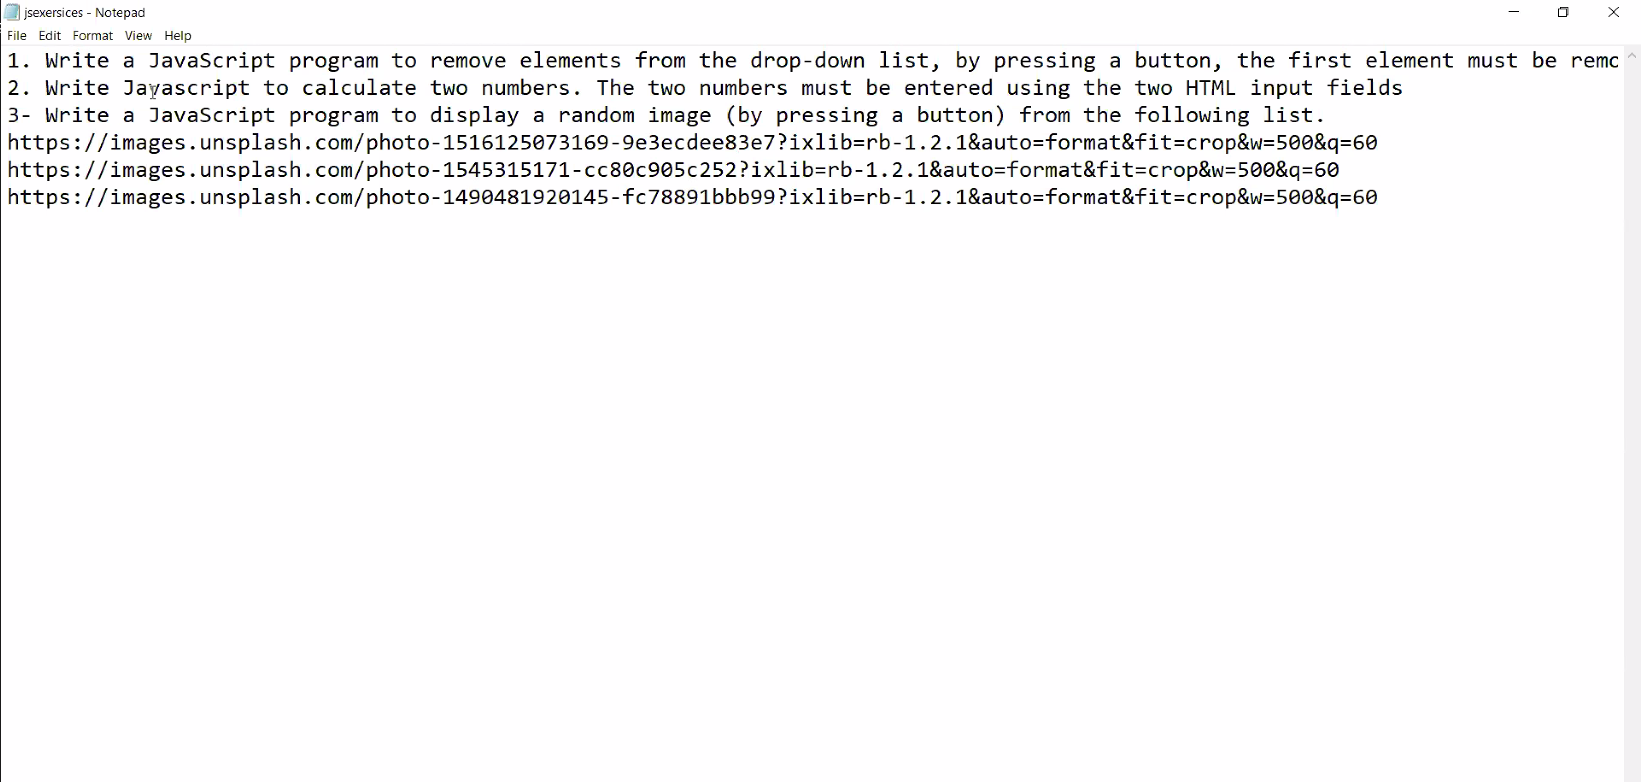 jsexersices - Notepad
File Edit Format View Help
1. Write a JavaScript program to remove elements from the drop-down list, by pressing a button, the first element must be remo
2. Write Javascript to calculate two numbers. The two numbers must be entered using the two HTML input fields
3- Write a JavaScript program to display a random image (by pressing a button) from the following list.
https://images.unsplash.com/photo-1516125073169-9e3ecdee83e7?ixlib=rb-1.2.1&auto=format&fit=crop&w=500&q=60
https://images.unsplash.com/photo-1545315171-cc80c905c252?ixlib=rb-1.2.1&auto=format&fit=crop&w=500&q=60
https://images.unsplash.com/photo-1490481920145-fc78891bbb99?ixlib=rb-1.2.1&auto=format&fit=crop&w=500&q=60